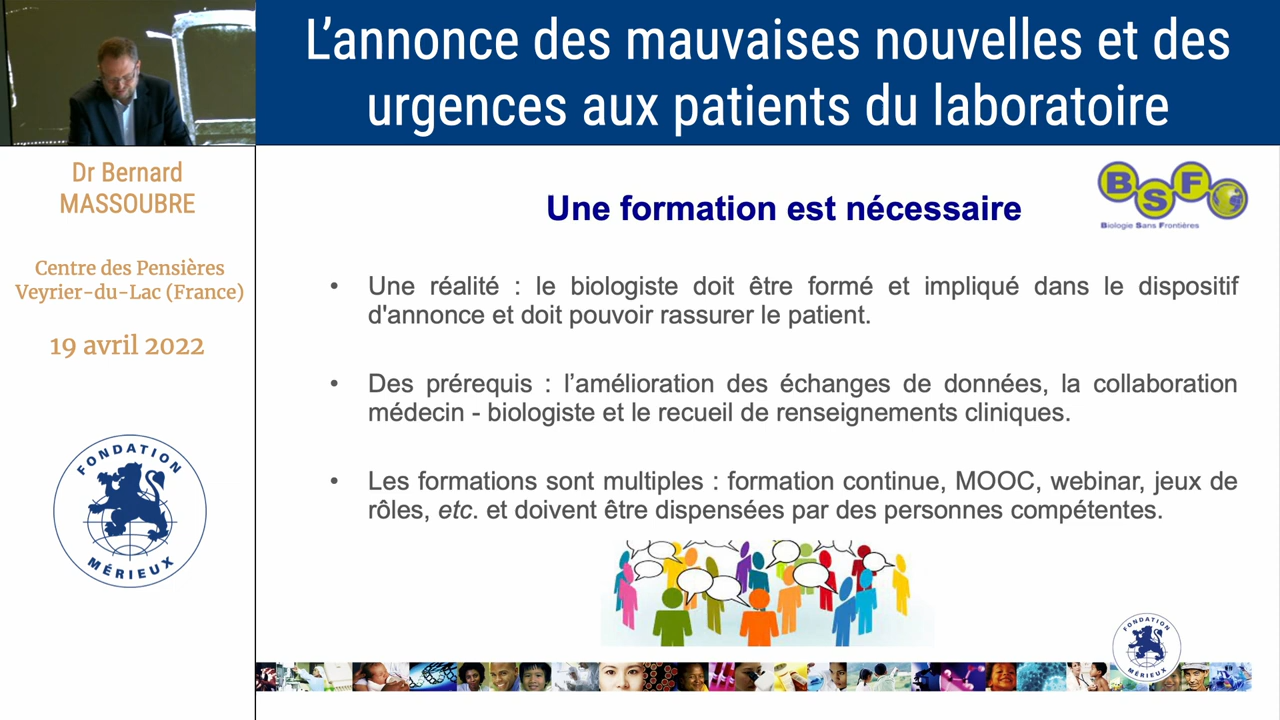 L'annonce des mauvaises nouvelles et des
urgences aux patients du laboratoire
Dr Bernard
MASSOUBRE
Centre des Pensières
Veyrier-du-Lac (France)
19 avril 2022
FONDATION
MÉRIEUX
Une formation est nécessaire
BSF
Biologie Sans Frontières
• Une réalité : le biologiste doit être formé et impliqué dans le dispositif
d'annonce et doit pouvoir rassurer le patient.
• Des prérequis : l’amélioration des échanges de données, la collaboration
médecin - biologiste et le recueil de renseignements cliniques.
• Les formations sont multiples : formation continue, MOOC, webinar, jeux de
rôles, etc. et doivent être dispensées par des personnes compétentes.
FONDATION
MÉRIEUX